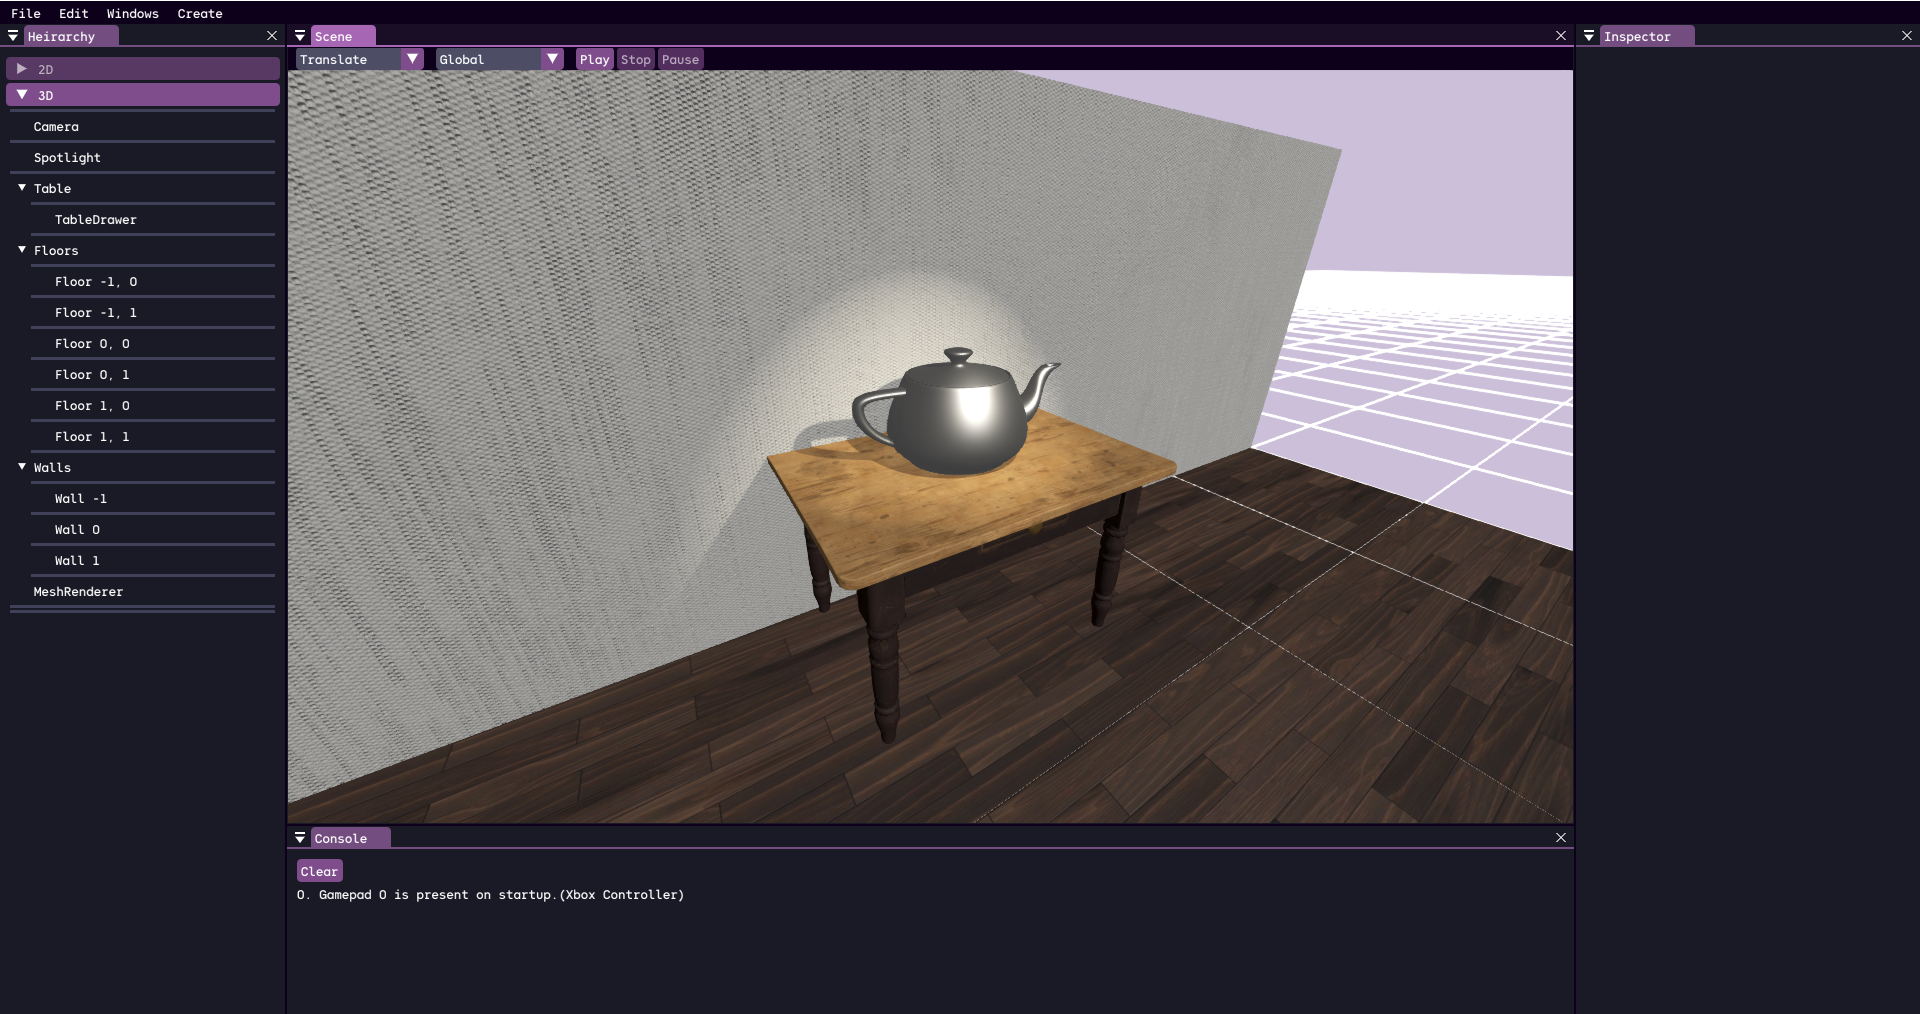 File Edit Windows Create
Heirarchy
2D
3D
Camera
Spotlight
Table
TableDrawer
Floors
Floor -1, 0
Floor -1, 1
Floor 0, 0
Floor 0, 1
Floor 1, 0
Floor 1, 1
Walls
Wall -1
Wall 0
Wall 1
MeshRenderer
Scene
Translate Global Play Stop Pause
Console
Clear
0. Gamepad 0 is present on startup.(Xbox Controller)
Inspector